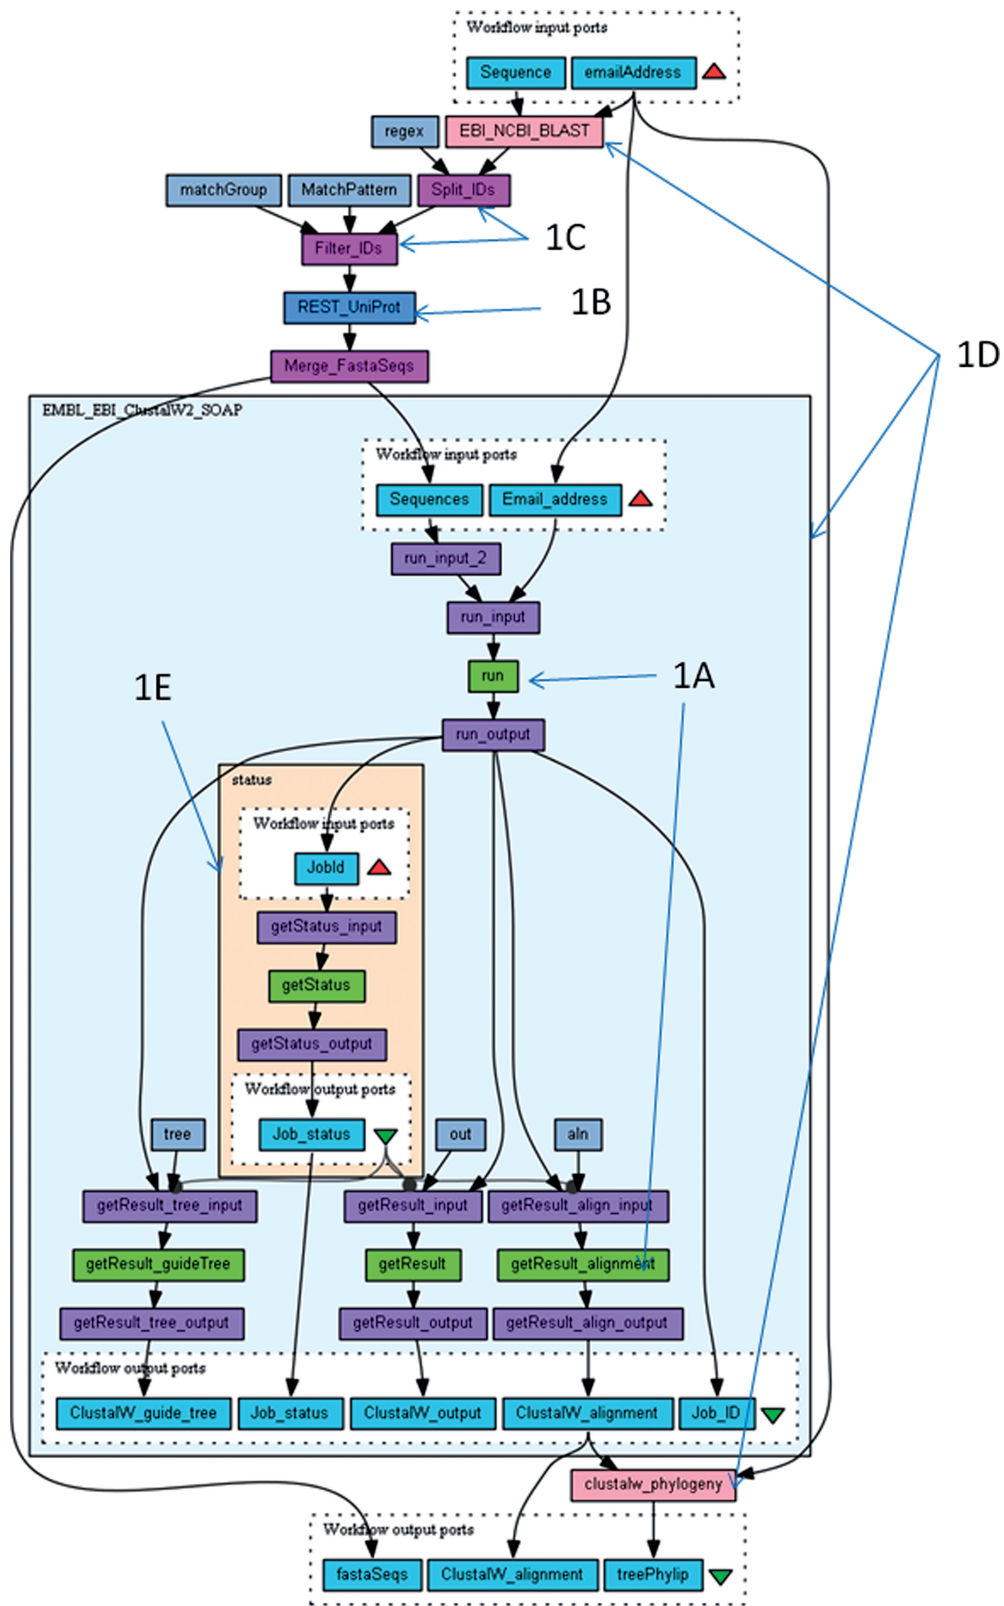 Workflow input ports
Sequence emailAddress
regex EBI_NCBI_BLAST
matchGroup MatchPattern Split_IDs
1C
Filter_IDs
REST_UniProt 1B
1D
Merge_FastaSeqs
EMBL_EBI_ClustalW2_SOAP
Workflow input ports
Sequences Email_address
run_input_2
run_input
run 1A
1E
run_output
status
Workflow input ports
JobId
getStatus_input
getStatus
getStatus_output
Workflow output ports
tree Job_status out aln
getResult_tree_input getResult_input getResult_align_input
getResult_guideTree getResult getResult_alignment
getResult_tree_output getResult_output getResult_align_output
Workflow output ports
ClustalW_guide_tree Job_status ClustalW_output ClustalW_alignment Job_ID
clustalw_phylogeny
Workflow output ports
fastaSeqs ClustalW_alignment treePhylip